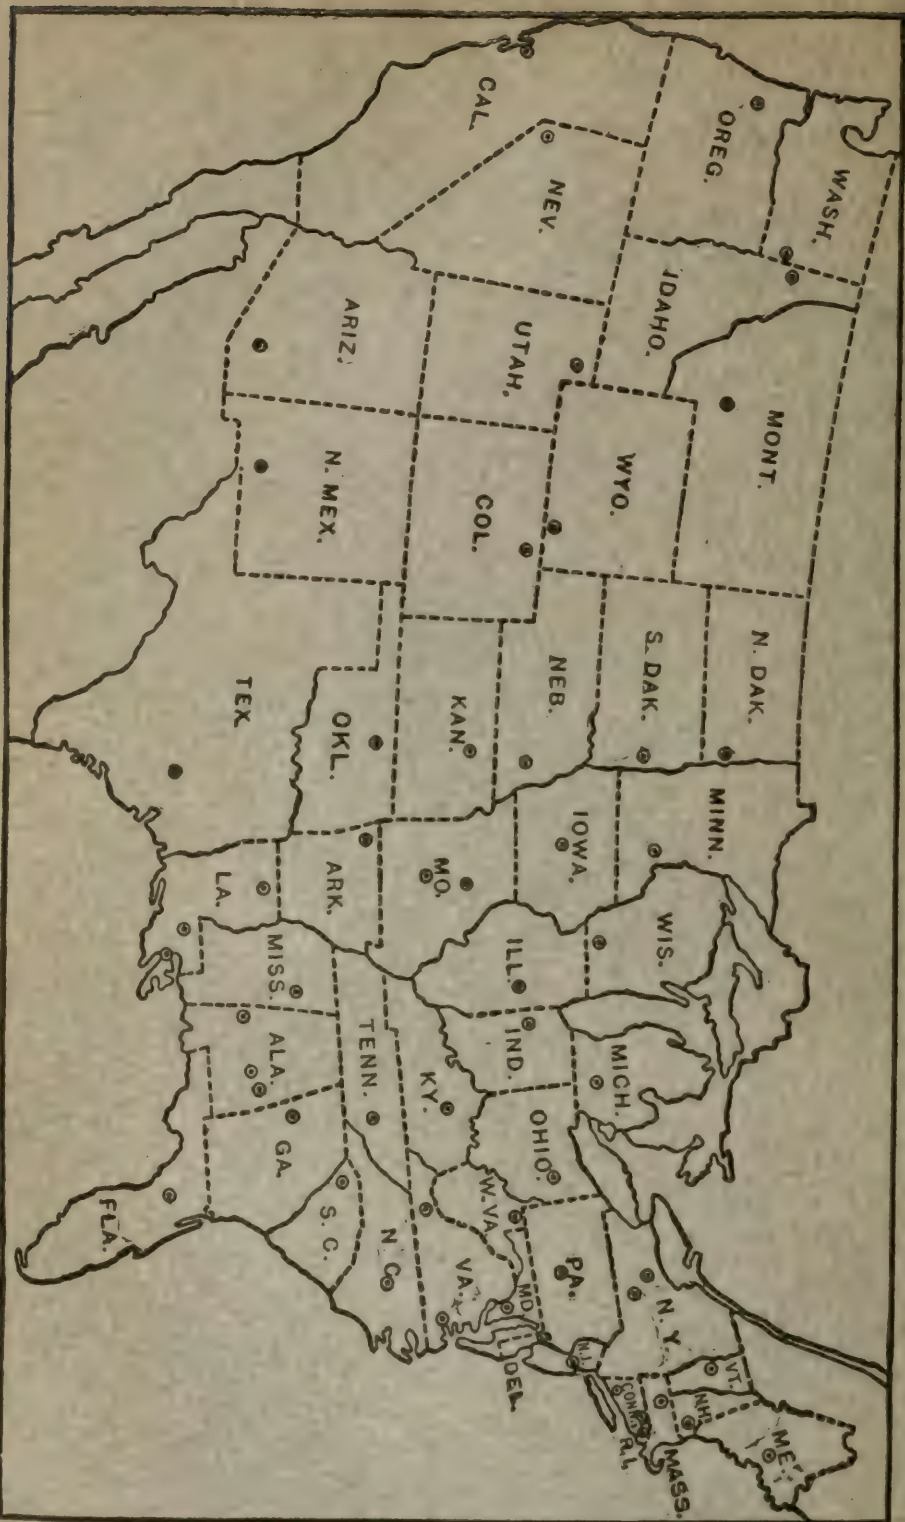 WASH.
OREG.
CAL.
NEV.
IDAHO.
MONT.
WYO.
UTAH.
COL.
ARIZ.
N. MEX.
N. DAK.
S. DAK.
NEB.
KAN.
OKL.
TEX.
MINN.
IOWA.
MO.
ARK.
LA.
WIS.
ILL.
MICH.
IND.
OHIO.
KY.
TENN.
MISS.
ALA.
GA.
FLA.
S. C.
N. C.
VA.
W. VA.
MD.
DEL.
PA.
N.J.
N. Y.
CONN.
R.I.
MASS.
VT.
N.H.
ME.